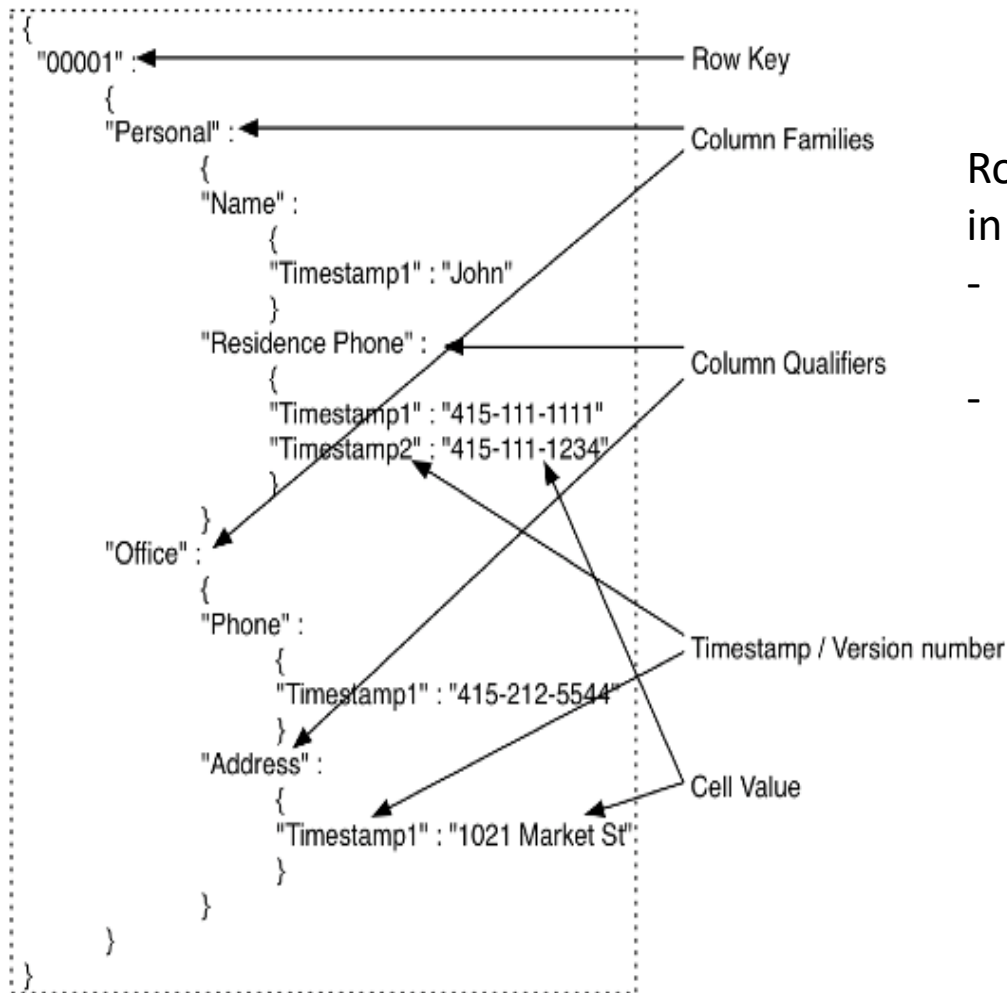 {
"00001" :
{
"Personal" :
{
"Name" :
{
"Timestamp1" : "John"
}
"Residence Phone" :
{
"Timestamp1" : "415-111-1111"
"Timestamp2" : "415-111-1234"
}
}
"Office" :
{
"Phone" :
{
"Timestamp1" : "415-212-5544"
}
"Address" :
{
"Timestamp1" : "1021 Market St"
}
}
}
}
Row Key
Column Families
Column Qualifiers
Timestamp / Version number
Cell Value
in
-
-